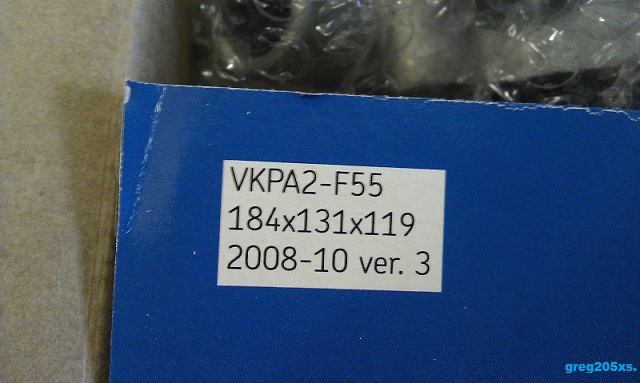 VKPA2-F55
184x131x119
2008-10 ver. 3
greg205xs.